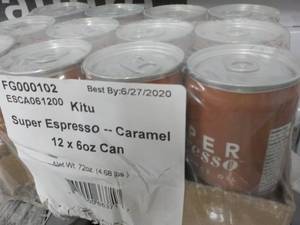 FG000102
Best By:6/27/2020
ESCA061200
Kitu
Super Espresso -- Caramel
12 x 6oz Can
Net Wt. 72oz (4.68 lbs.)
PER